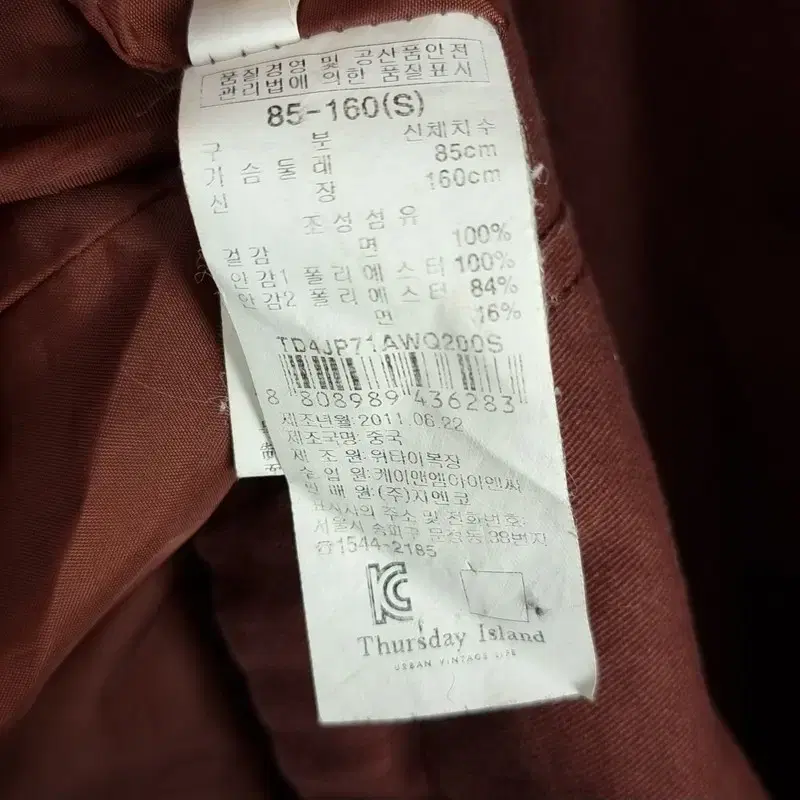 품질경영 및 공산품안전
관리법에 의한 품질표시
85-160(S)
구 분 신체치수
가 슴 둘 레 85cm
신 장 160cm
조성섬유
겉감 면 100%
안감1 폴리에스터 100%
안감2 폴리에스터 84%
면 16%
TD4JP71AWQ200S
8 808989 436283
제조년월:2011.06.22
제조국명:중국
제 조 원:위타이복장
수 입 원:케이앤엠아이엔씨
판 매 원:(주)지엔코
표시자의 주소 및 전화번호:
서울시 송파구 문정동 38번지
☎1544-2185
KC
Thursday Island
URBAN VINTAGE LIFE